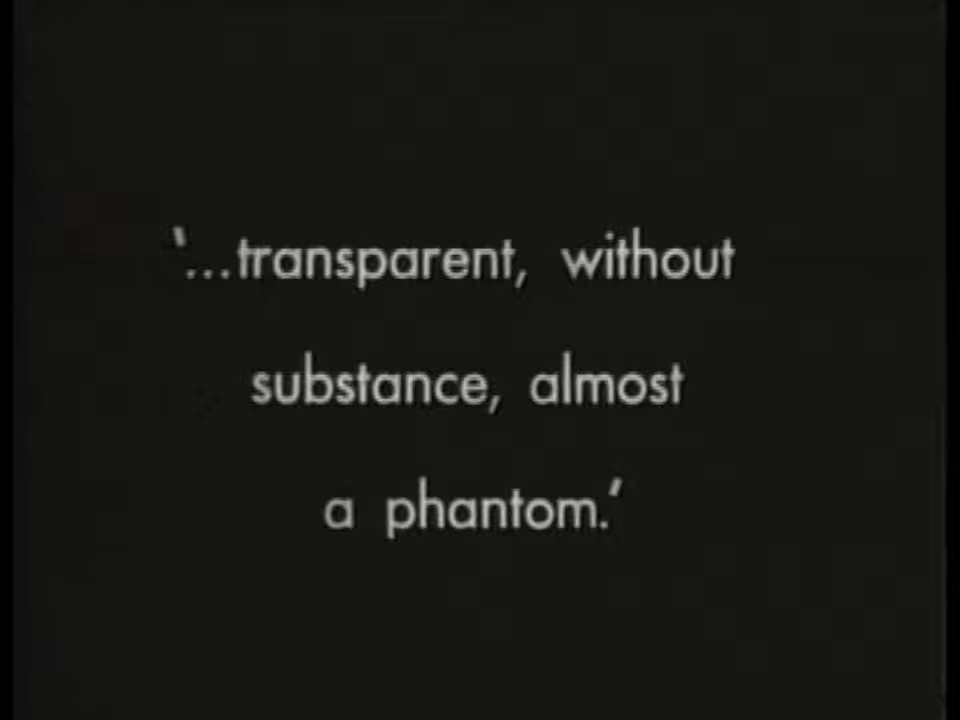 ‘...transparent, without
substance, almost
a phantom.’